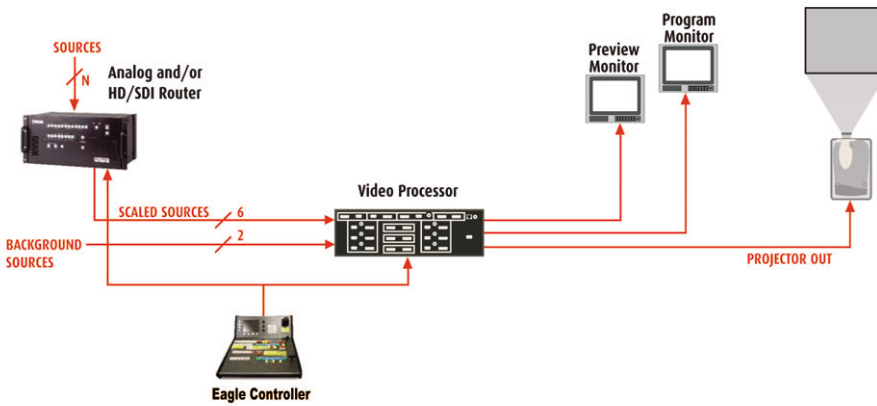 SOURCES
N
Analog and/or
HD/SDI Router
Preview
Monitor
Program
Monitor
Video Processor
SCALED SOURCES
6
2
BACKGROUND
SOURCES
PROJECTOR OUT
Eagle Controller